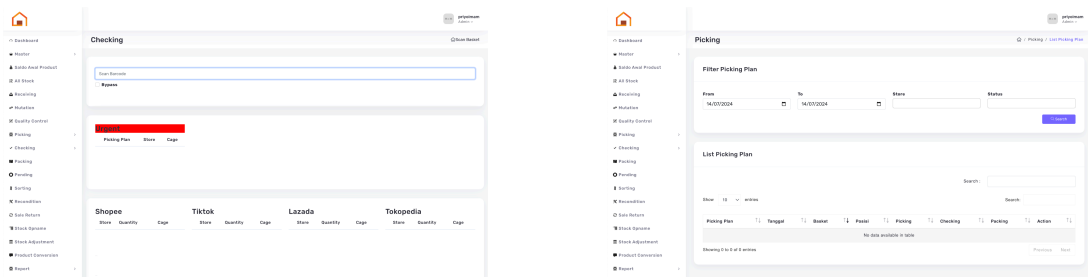 priyoimam
Admin
Dashboard
Master
Saldo Awal Product
All Stock
Receiving
Mutation
Quality Control
Picking
Checking
Packing
Pending
Sorting
Recondition
Sale Return
Stock Opname
Stock Adjustment
Product Conversion
Report
Checking
Scan Basket
Scan Barcode
Bypass
Urgent
Picking Plan Store Cage
Shopee Tiktok Lazada Tokopedia
Store Quantity Cage Store Quantity Cage Store Quantity Cage Store Quantity Cage
priyoimam
Admin
Dashboard
Master
Saldo Awal Product
All Stock
Receiving
Mutation
Quality Control
Picking
Checking
Packing
Pending
Sorting
Recondition
Sale Return
Stock Opname
Stock Adjustment
Product Conversion
Report
Picking
/ Picking / List Picking Plan
Filter Picking Plan
From To Store Status
14/07/2024 14/07/2024
Search
List Picking Plan
Search :
Show 10 entries
Search:
Picking Plan Tanggal Basket Posisi Picking Checking Packing Action
No data available in table
Showing 0 to 0 of 0 entries
Previous Next